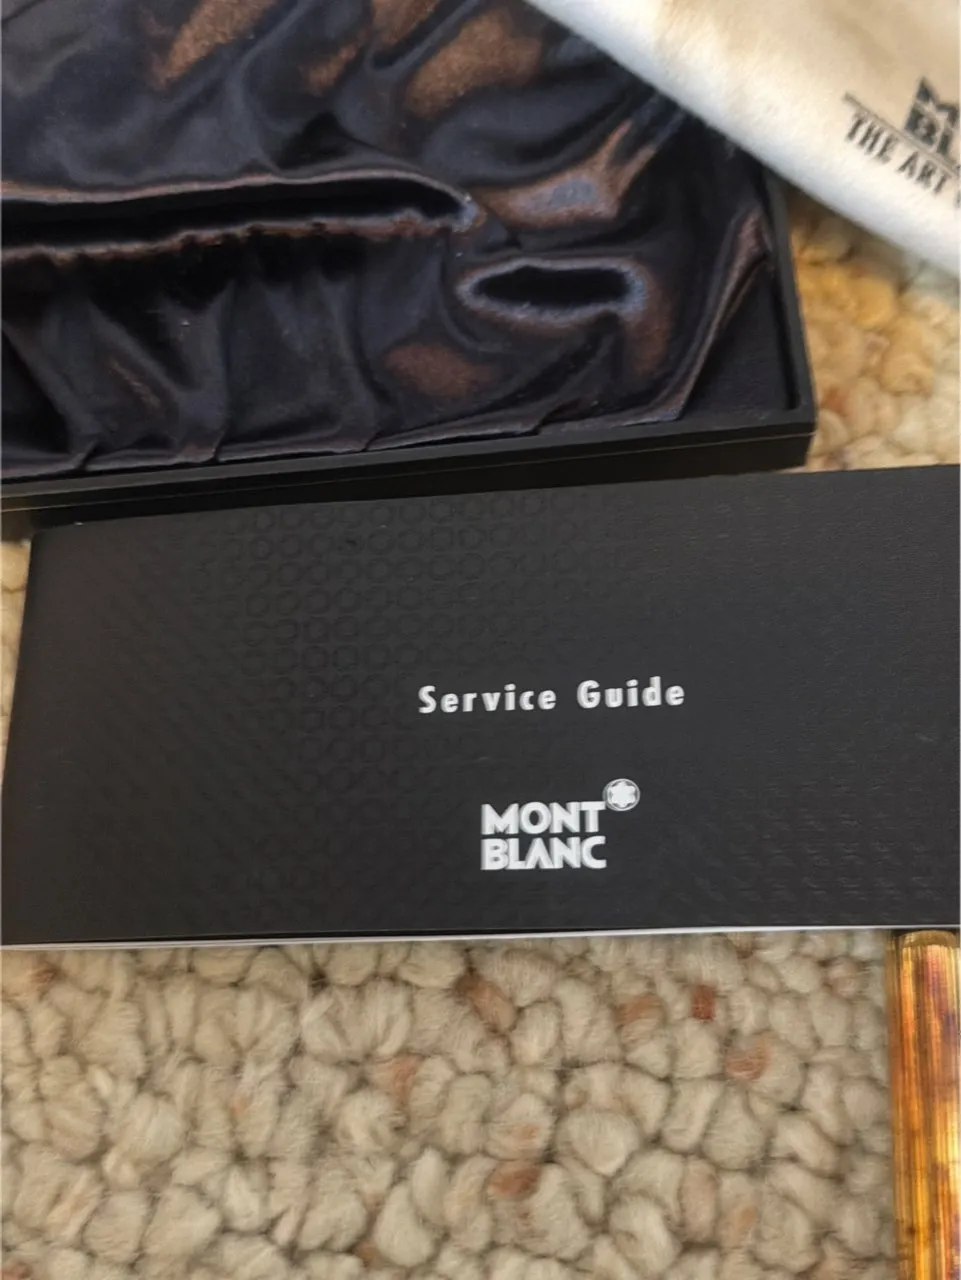 THE ART
Service Guide
MONT
BLANC